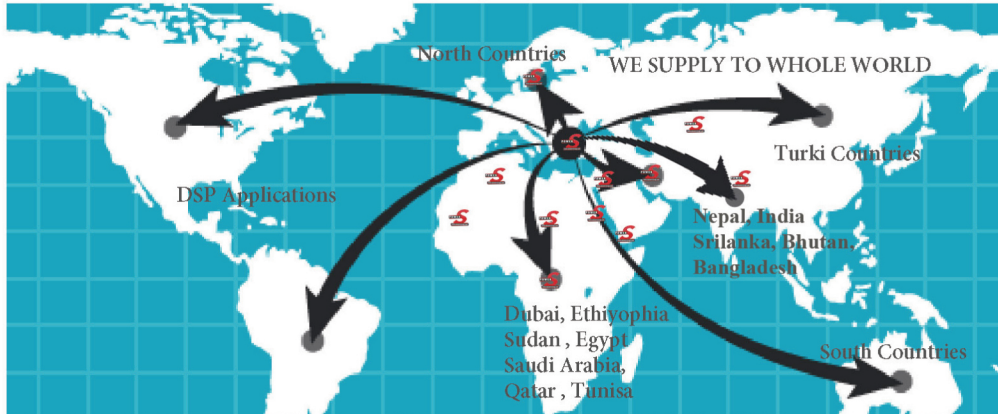 North Countries
WE SUPPLY TO WHOLE WORLD
Turki Countries
DSP Applications
Nepal, India
Srilanka, Bhutan,
Bangladesh
Dubai, Ethiyophia
Sudan , Egypt
Saudi Arabia,
Qatar , Tunisa
South Countries